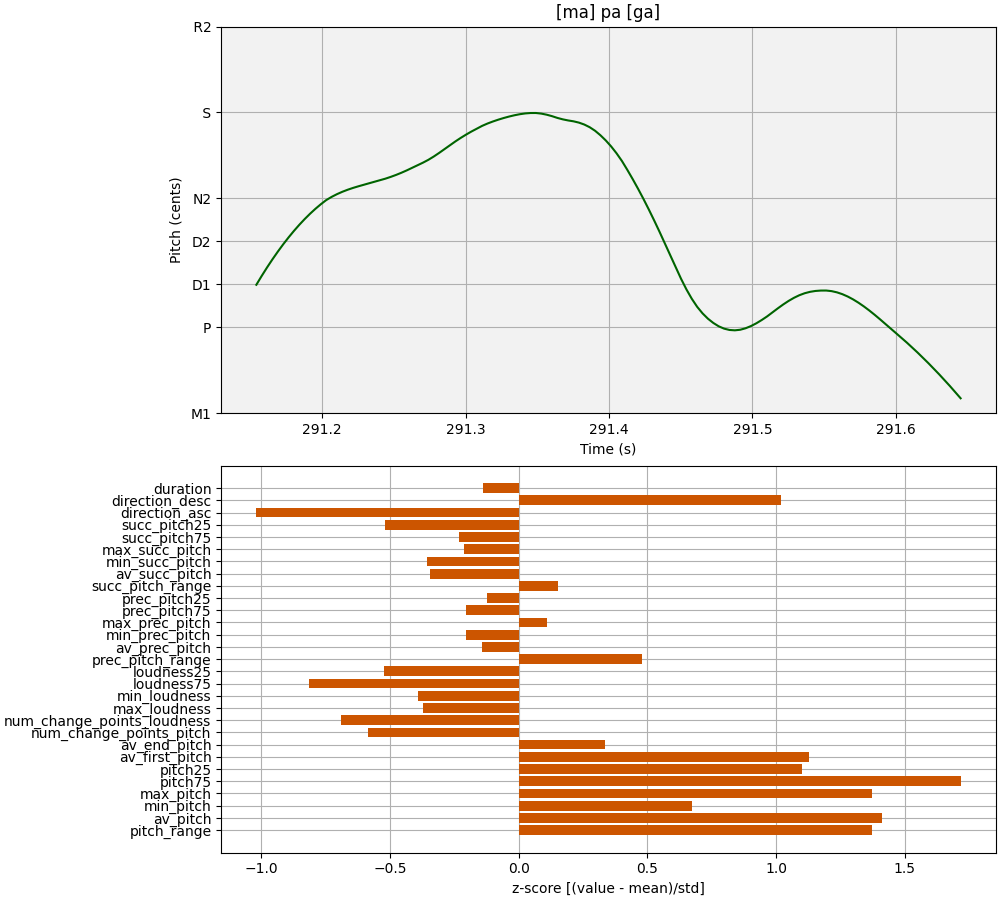 [ma] pa [ga]
R2
S
N2
D2
D1
P
M1
Pitch (cents)
291.2 291.3 291.4 291.5 291.6
Time (s)
duration
direction_desc
direction_asc
succ_pitch25
succ_pitch75
max_succ_pitch
min_succ_pitch
av_succ_pitch
succ_pitch_range
prec_pitch25
prec_pitch75
max_prec_pitch
min_prec_pitch
av_prec_pitch
prec_pitch_range
loudness25
loudness75
min_loudness
max_loudness
num_change_points_loudness
num_change_points_pitch
av_end_pitch
av_first_pitch
pitch25
pitch75
max_pitch
min_pitch
av_pitch
pitch_range
−1.0 −0.5 0.0 0.5 1.0 1.5
z-score [(value - mean)/std]